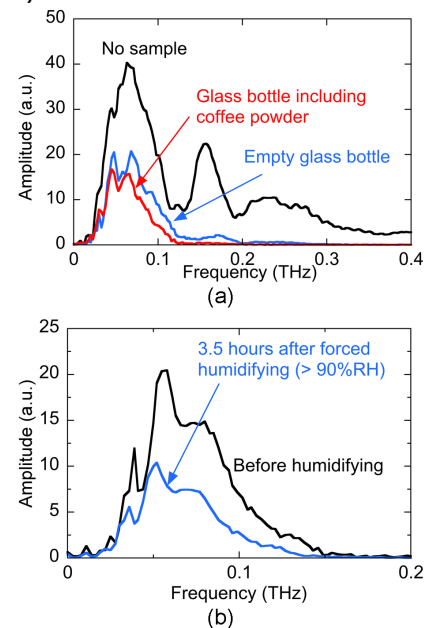 50
40
30
20
10
0
Amplitude (a.u.)
No sample
Glass bottle including
coffee powder
Empty glass bottle
0
0.1
0.2
0.3
0.4
Frequency (THz)
(a)
25
20
15
10
5
0
Amplitude (a.u.)
3.5 hours after forced
humidifying (> 90%RH)
Before humidifying
0
0.1
0.2
Frequency (THz)
(b)